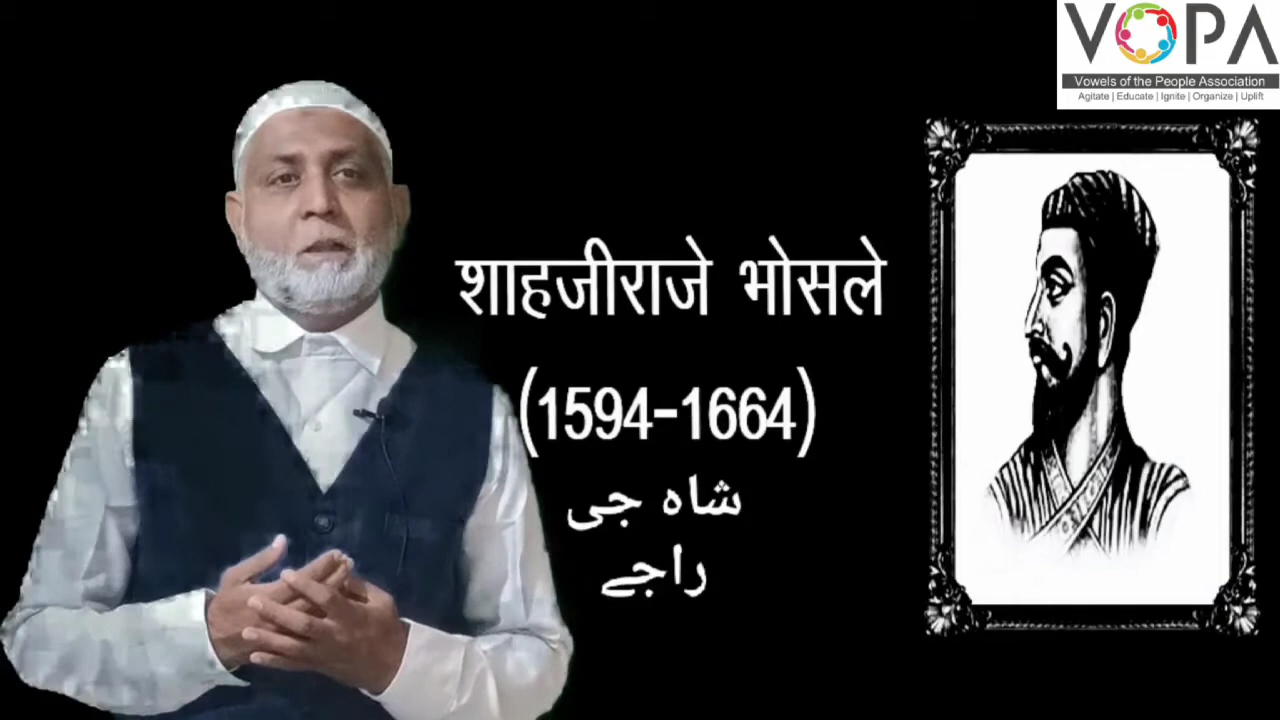 VOPA
Vowels of the People Association
Agitate | Educate | Ignite | Organize | Uplift
शाहजीराजे भोसले
(1594-1664)
شاہ جی
راجے